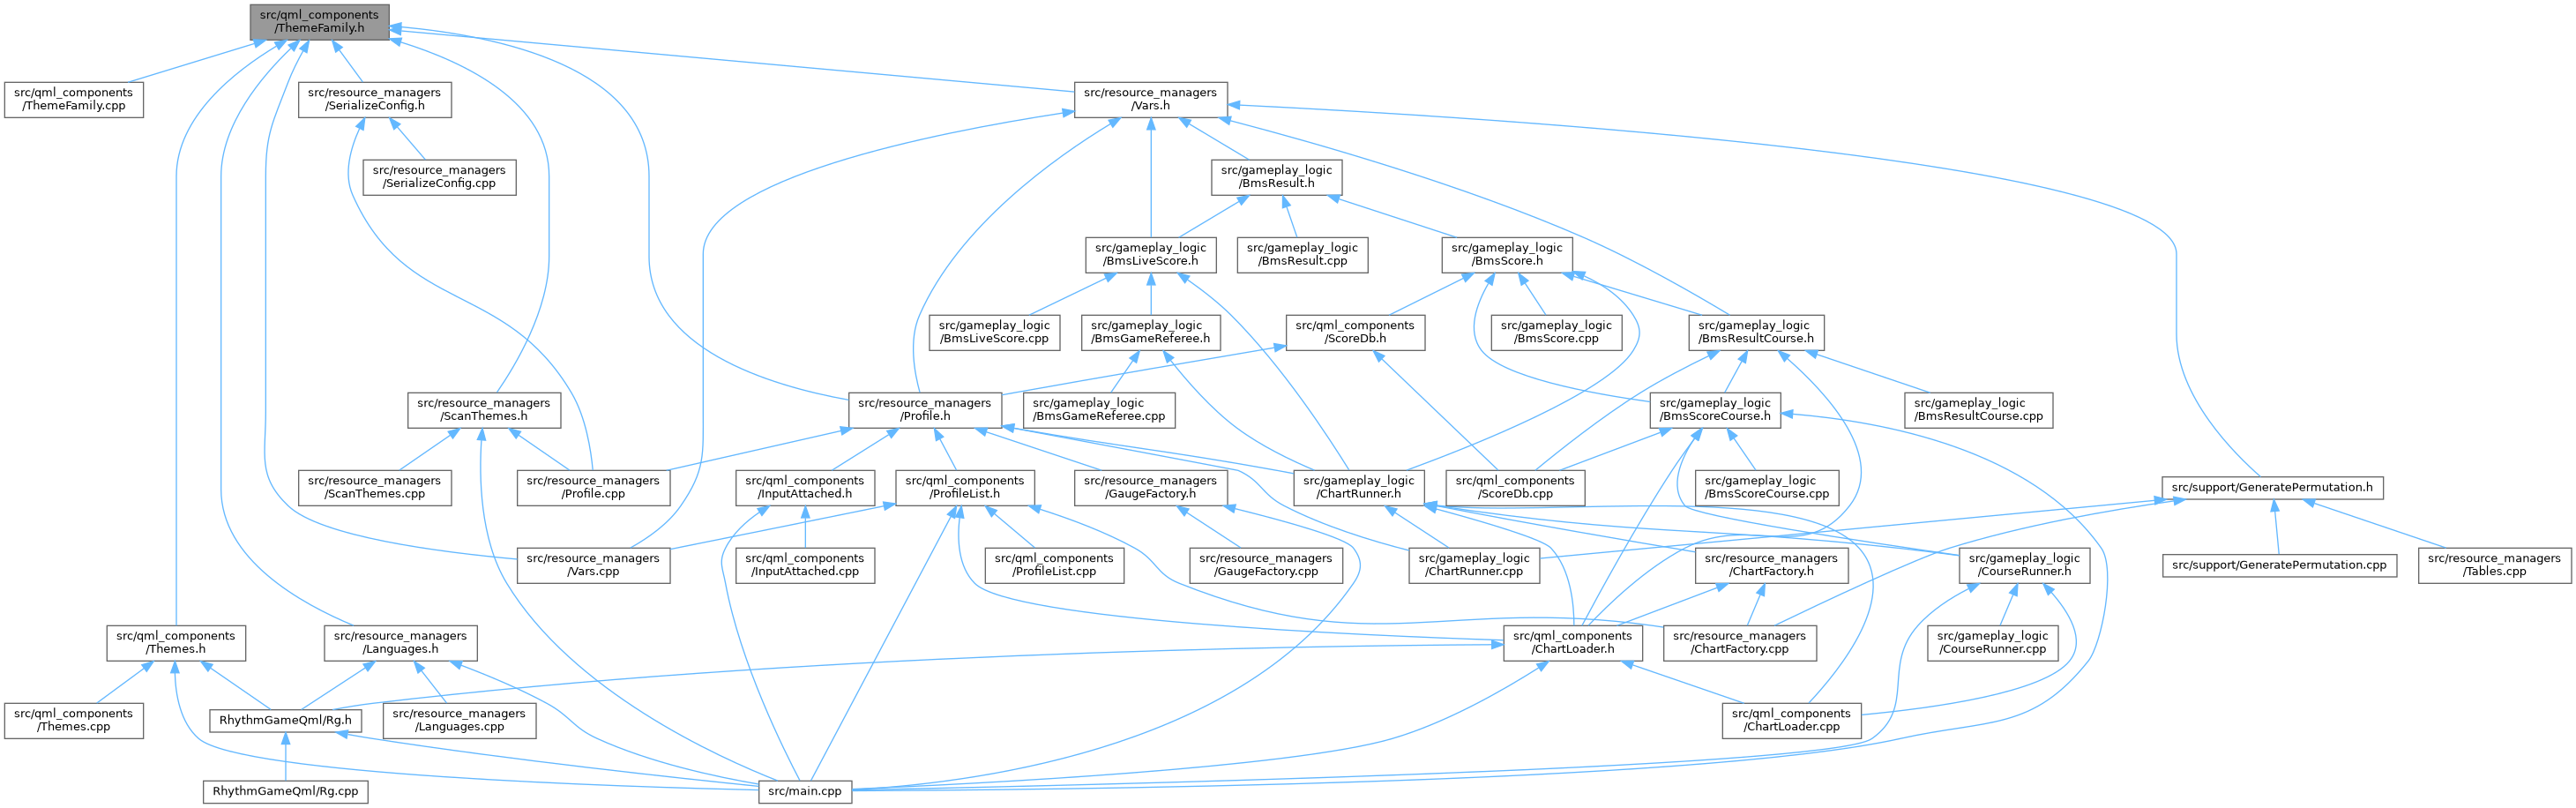 src/qml_components
/ThemeFamily.h
src/qml_components
/ThemeFamily.cpp
src/resource_managers
/SerializeConfig.h
src/resource_managers
/Vars.h
src/resource_managers
/SerializeConfig.cpp
src/gameplay_logic
/BmsResult.h
src/gameplay_logic
/BmsLiveScore.h
src/gameplay_logic
/BmsResult.cpp
src/gameplay_logic
/BmsScore.h
src/gameplay_logic
/BmsLiveScore.cpp
src/gameplay_logic
/BmsGameReferee.h
src/qml_components
/ScoreDb.h
src/gameplay_logic
/BmsScore.cpp
src/gameplay_logic
/BmsResultCourse.h
src/resource_managers
/ScanThemes.h
src/resource_managers
/Profile.h
src/gameplay_logic
/BmsGameReferee.cpp
src/gameplay_logic
/BmsScoreCourse.h
src/gameplay_logic
/BmsResultCourse.cpp
src/resource_managers
/ScanThemes.cpp
src/resource_managers
/Profile.cpp
src/qml_components
/InputAttached.h
src/qml_components
/ProfileList.h
src/resource_managers
/GaugeFactory.h
src/gameplay_logic
/ChartRunner.h
src/qml_components
/ScoreDb.cpp
src/gameplay_logic
/BmsScoreCourse.cpp
src/support/GeneratePermutation.h
src/resource_managers
/Vars.cpp
src/qml_components
/InputAttached.cpp
src/qml_components
/ProfileList.cpp
src/resource_managers
/GaugeFactory.cpp
src/gameplay_logic
/ChartRunner.cpp
src/resource_managers
/ChartFactory.h
src/gameplay_logic
/CourseRunner.h
src/support/GeneratePermutation.cpp
src/resource_managers
/Tables.cpp
src/qml_components
/Themes.h
src/resource_managers
/Languages.h
src/qml_components
/ChartLoader.h
src/resource_managers
/ChartFactory.cpp
src/gameplay_logic
/CourseRunner.cpp
src/qml_components
/Themes.cpp
RhythmGameQml/Rg.h
src/resource_managers
/Languages.cpp
src/qml_components
/ChartLoader.cpp
RhythmGameQml/Rg.cpp
src/main.cpp